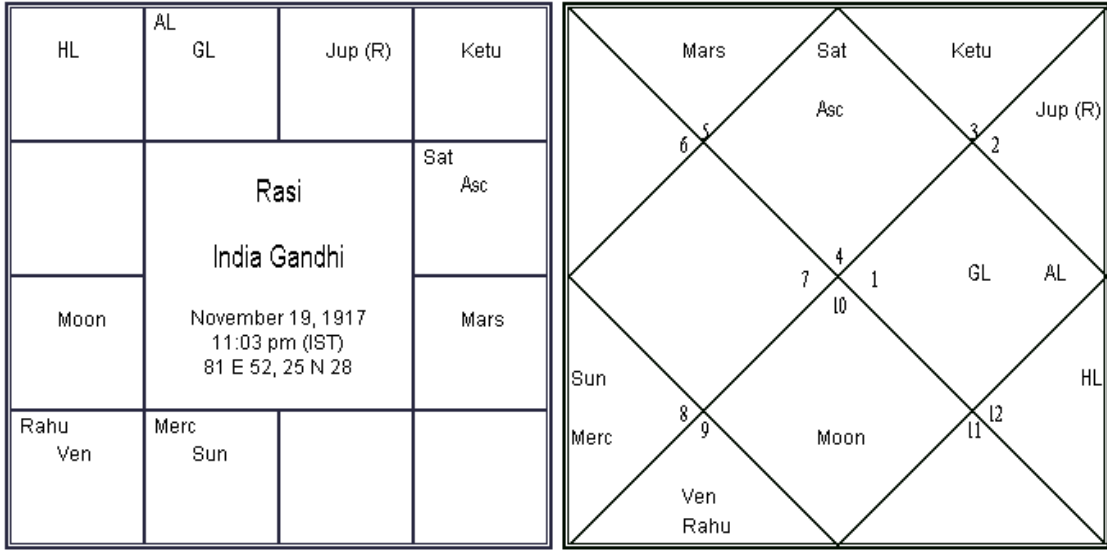 HL
AL
GL
Jup (R)
Ketu
Sat
Asc
Rasi
India Gandhi
November 19, 1917
11:03 pm (IST)
81 E 52, 25 N 28
Moon
Mars
Rahu
Ven
Merc
Sun
Mars
Sat
Ketu
Asc
Jup (R)
5
3
6
2
4
7
1
10
GL
AL
Sun
HL
8
12
9
11
Merc
Moon
Ven
Rahu